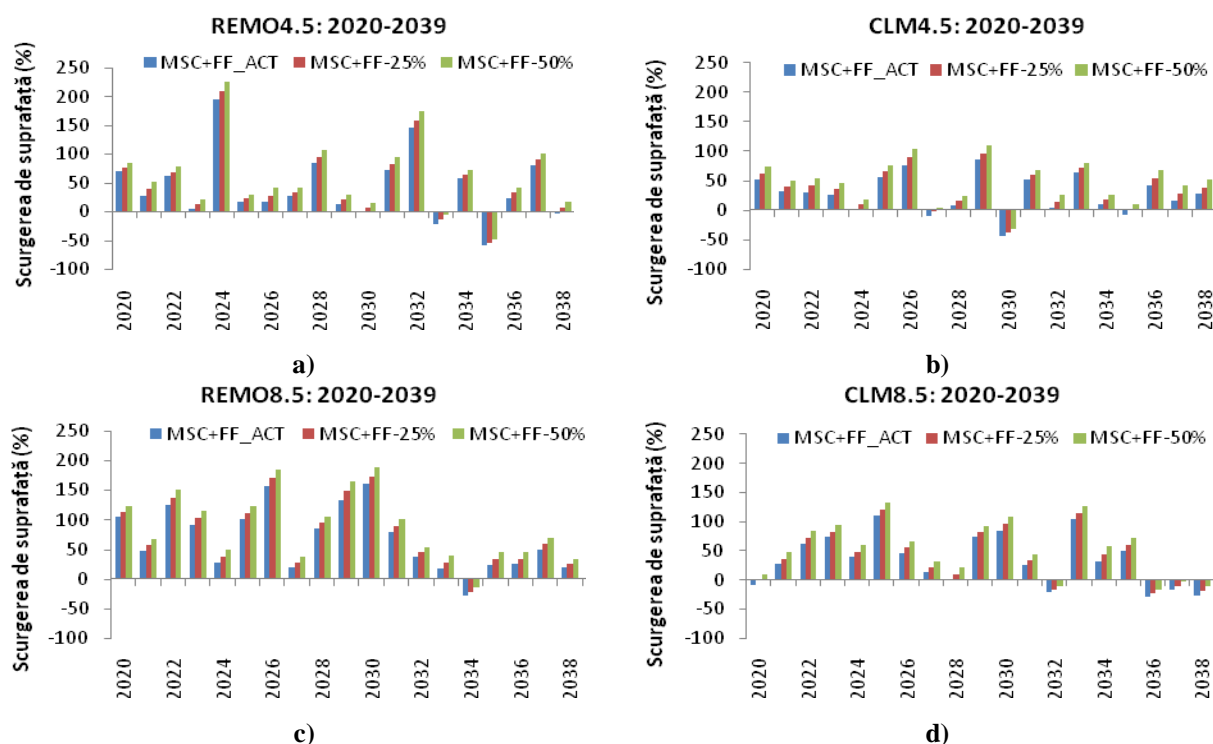 REMO4.5: 2020-2039
MSC+FF_ACT MSC+FF-25% MSC+FF-50%
Scurgerea de suprafață (%)
250
200
150
100
50
0
-50
-100
2020 2022 2024 2026 2028 2030 2032 2034 2036 2038
a)
CLM4.5: 2020-2039
MSC+FF_ACT MSC+FF-25% MSC+FF-50%
Scurgerea de suprafață (%)
250
200
150
100
50
0
-50
-100
2020 2022 2024 2026 2028 2030 2032 2034 2036 2038
b)
REMO8.5: 2020-2039
MSC+FF_ACT MSC+FF-25% MSC+FF-50%
Scurgerea de suprafață (%)
250
200
150
100
50
0
-50
-100
2020 2022 2024 2026 2028 2030 2032 2034 2036 2038
c)
CLM8.5: 2020-2039
MSC+FF_ACT MSC+FF-25% MSC+FF-50%
Scurgerea de suprafață (%)
250
200
150
100
50
0
-50
-100
2020 2022 2024 2026 2028 2030 2032 2034 2036 2038
d)